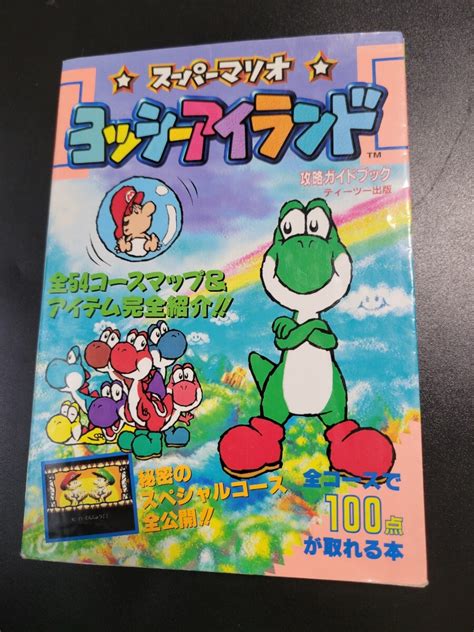 スーパーマリオ
ヨッシーアイランド
TM
攻略ガイドブック
ティーツー出版
全54コースマップ&
アイテム完全紹介!!
秘密の
スペシャルコース
全公開!!
全コースで
100点
が取れる本